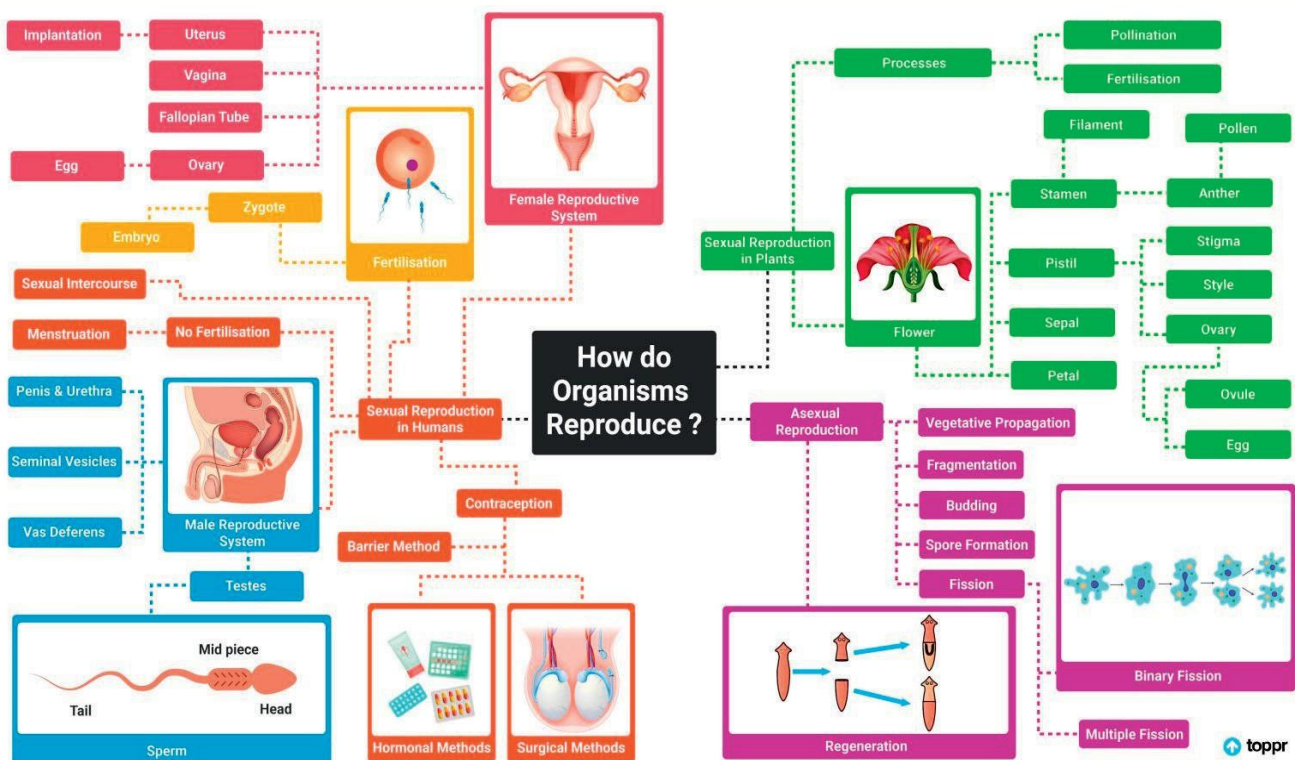 Implantation
Uterus
Vagina
Fallopian Tube
Egg
Ovary
Female Reproductive
System
Zygote
Embryo
Fertilisation
Sexual Intercourse
Menstruation
No Fertilisation
Penis & Urethra
Seminal Vesicles
Vas Deferens
Male Reproductive
System
Testes
Mid piece
Tail
Head
Sperm
Sexual Reproduction
in Humans
Contraception
Barrier Method
Hormonal Methods
Surgical Methods
How do
Organisms
Reproduce ?
Sexual Reproduction
in Plants
Processes
Pollination
Fertilisation
Filament
Pollen
Stamen
Anther
Pistil
Stigma
Style
Ovary
Sepal
Petal
Flower
Ovule
Egg
Asexual
Reproduction
Vegetative Propagation
Fragmentation
Budding
Spore Formation
Fission
Binary Fission
Multiple Fission
Regeneration
toppr